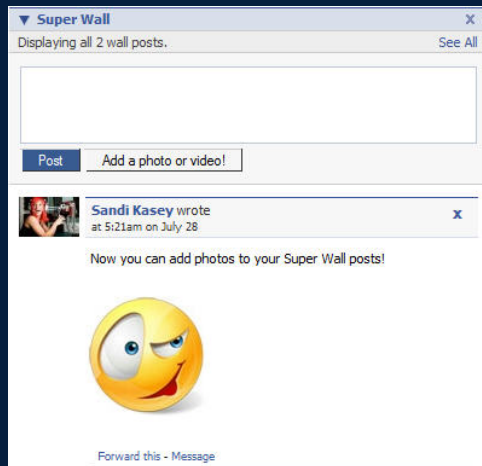 ▼ Super Wall X
Displaying all 2 wall posts. See All
Post Add a photo or video!
Sandi Kasey wrote x
at 5:21am on July 28
Now you can add photos to your Super Wall posts!
Forward this - Message